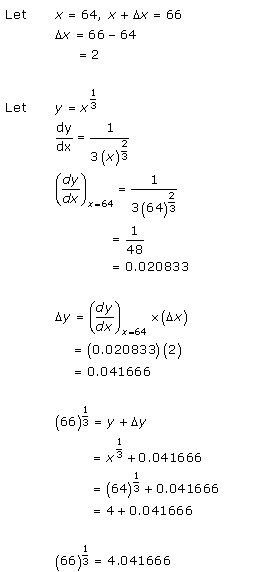 Let x = 64, x + Δx = 66
Δx = 66 − 64
= 2
Let y = x^(1/3)
dy/dx = 1/(3(x)^(2/3))
(dy/dx)_(x=64) = 1/(3(64)^(2/3))
= 1/48
= 0.020833
Δy = (dy/dx)_(x=64) ×(Δx)
= (0.020833)(2)
= 0.041666
(66)^(1/3) = y + Δy
= x^(1/3) + 0.041666
= (64)^(1/3) + 0.041666
= 4 + 0.041666
(66)^(1/3) = 4.041666